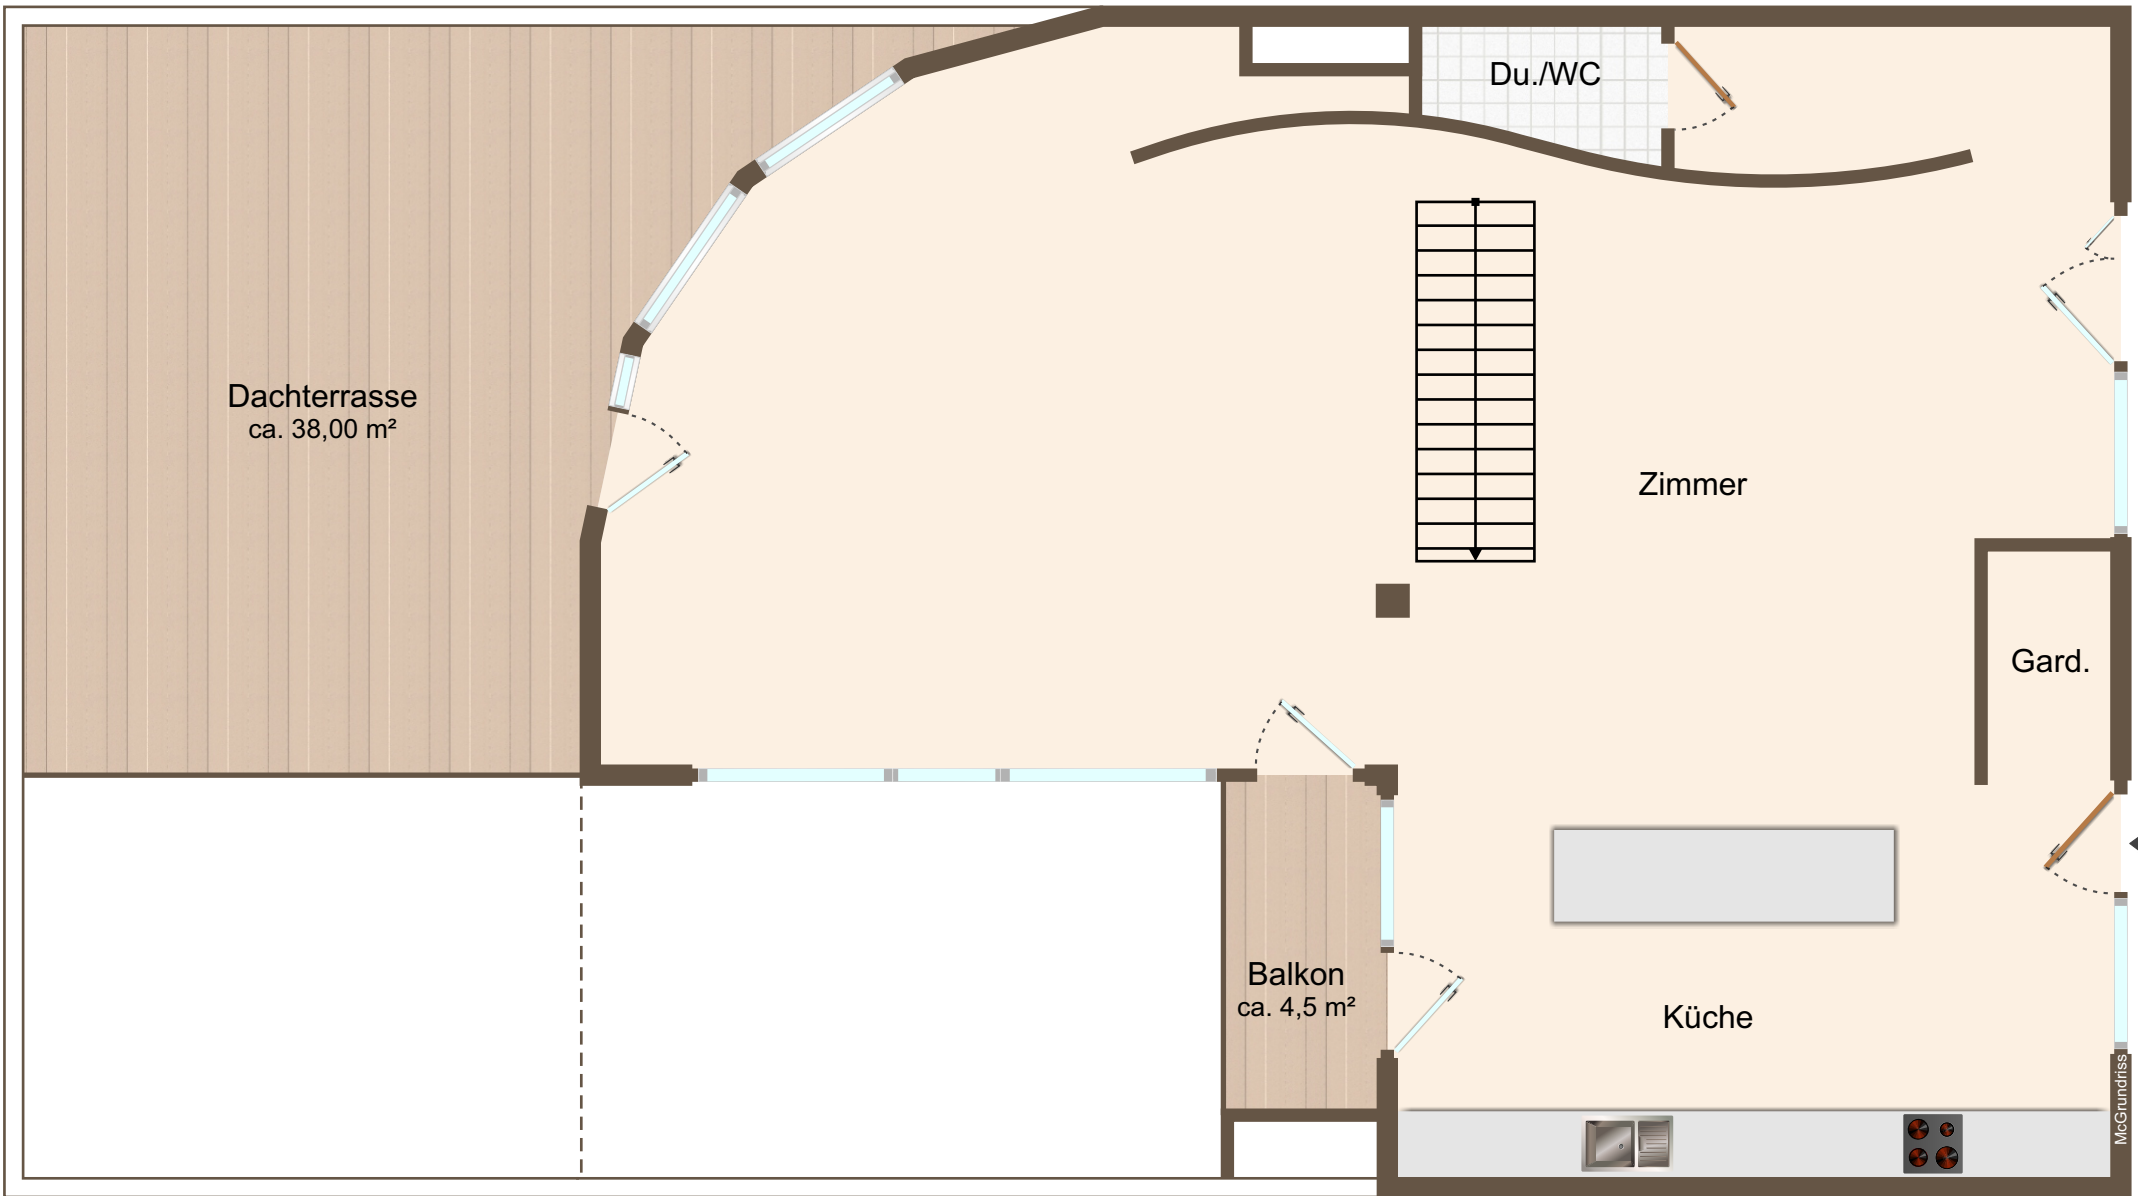 Du./WC
Dachterrasse
ca. 38,00 m²
Zimmer
Gard.
Balkon
ca. 4,5 m²
Küche
McGrundriss